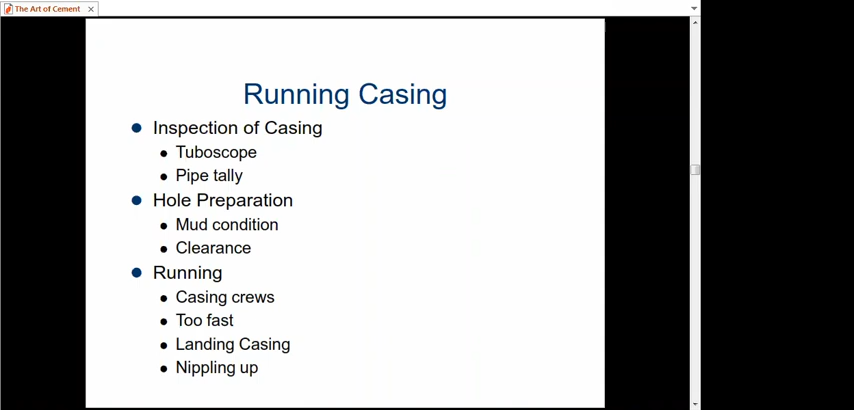 The Art of Cement
Running Casing
Inspection of Casing
Tuboscope
Pipe tally
Hole Preparation
Mud condition
Clearance
Running
Casing crews
Too fast
Landing Casing
Nippling up